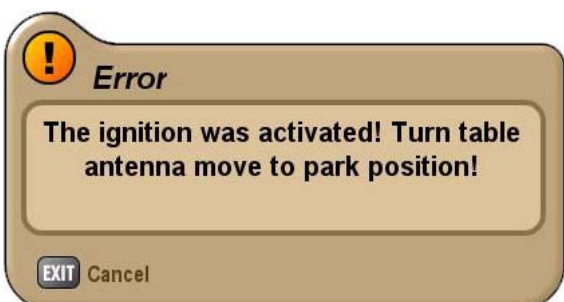 !
Error
The ignition was activated! Turn table
antenna move to park position!
EXIT Cancel